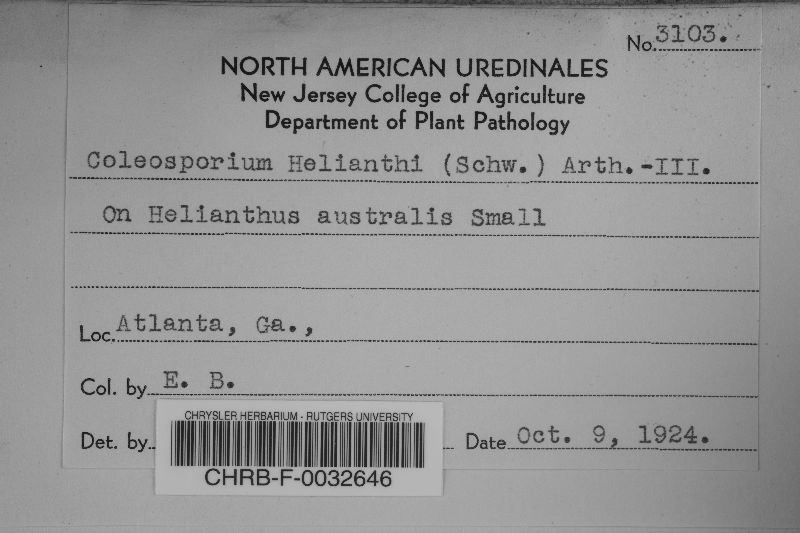 No. 3103.
NORTH AMERICAN UREDINALES
New Jersey College of Agriculture
Department of Plant Pathology
Coleosporium Helianthi (Schw.) Arth.-III.
On Helianthus australis Small
Loc. Atlanta, Ga.,
Col. by E. B.
Det. by
Date Oct. 9, 1924.
CHRYSLER HERBARIUM - RUTGERS UNIVERSITY
CHRB-F-0032646